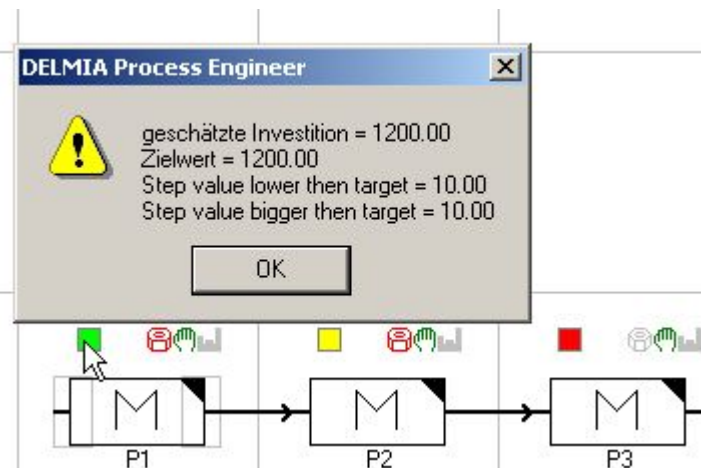 DELMIA Process Engineer
geschätzte Investition = 1200.00
Zielwert = 1200.00
Step value lower then target = 10.00
Step value bigger then target = 10.00
OK
M M M
P1 P2 P3